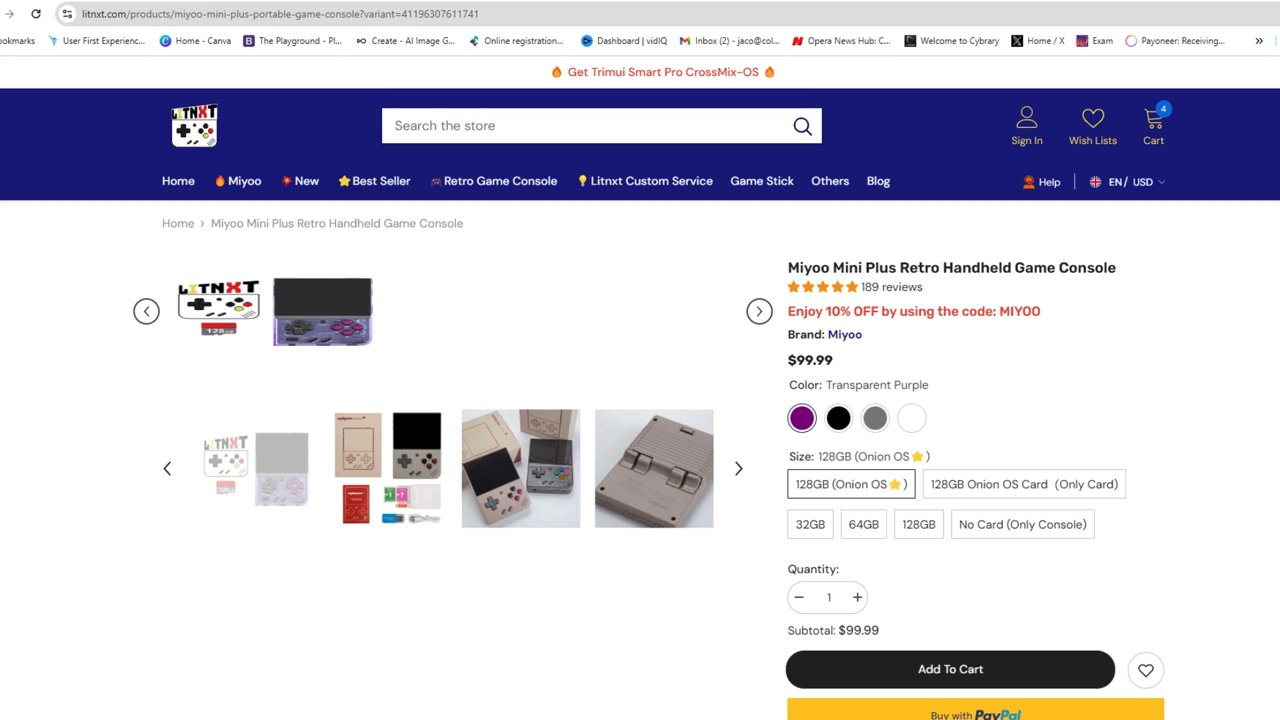 litnxt.com/products/miyoo-mini-plus-portable-game-console?variant=41196307611741
ookmarks User First Experienc... Home - Canva The Playground - Pl... Create - AI Image G... Online registration... Dashboard | vidIQ Inbox (2) - jaco@col... Opera News Hub: C... Welcome to Cybrary Home / X Exam Payoneer: Receiving... »
🔥 Get Trimui Smart Pro CrossMix-OS 🔥
LITNXT
Search the store
4
Sign In Wish Lists Cart
Home 🔥Miyoo 💥New ⭐Best Seller 🎮Retro Game Console 💡Litnxt Custom Service Game Stick Others Blog Help EN/ USD
Home › Miyoo Mini Plus Retro Handheld Game Console
Miyoo Mini Plus Retro Handheld Game Console
189 reviews
Enjoy 10% OFF by using the code: MIYOO
Brand: Miyoo
$99.99
Color: Transparent Purple
Size: 128GB (Onion OS⭐)
128GB (Onion OS⭐) 128GB Onion OS Card (Only Card)
32GB 64GB 128GB No Card (Only Console)
Quantity:
− 1 +
Subtotal: $99.99
Add To Cart
Buy with PayPal
LITNXT
128GB
LITNXT